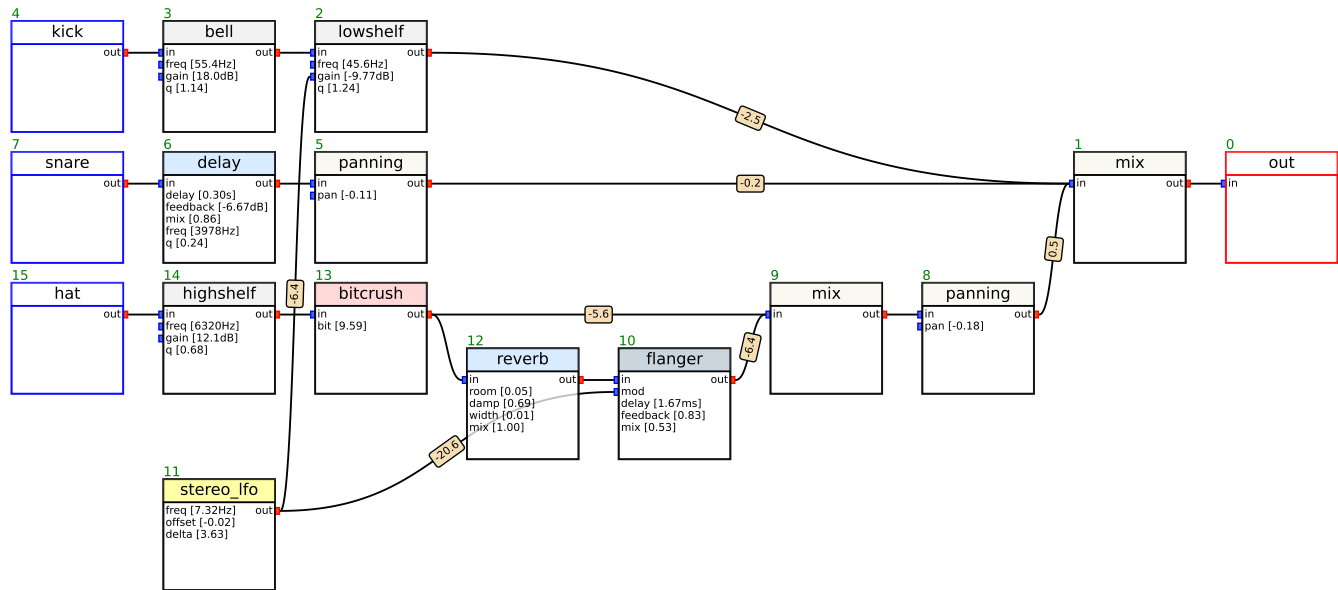 4
kick
out
3
bell
in out
freq [55.4Hz]
gain [18.0dB]
q [1.14]
2
lowshelf
in out
freq [45.6Hz]
gain [-9.77dB]
q [1.24]
-2.5
7
snare
out
6
delay
in out
delay [0.30s]
feedback [-6.67dB]
mix [0.86]
freq [3978Hz]
q [0.24]
5
panning
in out
pan [-0.11]
-0.2
1
mix
in out
0
out
in
0.5
15
hat
out
14
highshelf
in out
freq [6320Hz]
gain [12.1dB]
q [0.68]
-6.4
13
bitcrush
in out
bit [9.59]
-5.6
9
mix
in out
8
panning
in out
pan [-0.18]
12
reverb
in out
room [0.05]
damp [0.69]
width [0.01]
mix [1.00]
10
flanger
in out
mod
delay [1.67ms]
feedback [0.83]
mix [0.53]
-6.4
-20.6
11
stereo_lfo
freq [7.32Hz] out
offset [-0.02]
delta [3.63]